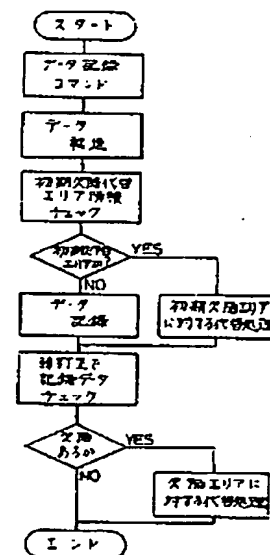 スタート
データ記録
コマンド
データ
転送
初期欠陥代替
エリア情報
チェック
初期欠陥
エリアか
YES
NO
データ
記録
初期欠陥エリア
に対する代替処理
記録データ
チェック
欠陥
あるか
YES
NO
欠陥エリアに
対する代替処理
エンド